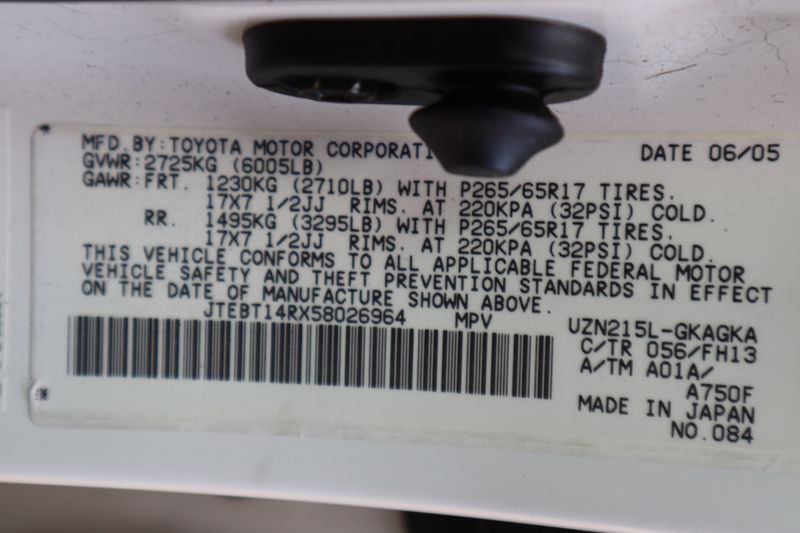 MFD. BY: TOYOTA MOTOR CORPORATI DATE 06/05
GVWR: 2725KG (6005LB)
GAWR: FRT. 1230KG (2710LB) WITH P265/65R17 TIRES.
17X7 1/2JJ RIMS. AT 220KPA (32PSI) COLD.
RR. 1495KG (3295LB) WITH P265/65R17 TIRES.
17X7 1/2JJ RIMS. AT 220KPA (32PSI) COLD.
THIS VEHICLE CONFORMS TO ALL APPLICABLE FEDERAL MOTOR
VEHICLE SAFETY AND THEFT PREVENTION STANDARDS IN EFFECT
ON THE DATE OF MANUFACTURE SHOWN ABOVE.
JTEBT14RX58026964 MPV
UZN215L-GKAGKA
C/TR 056/FH13
A/TM A01A/
A750F
MADE IN JAPAN
NO.084